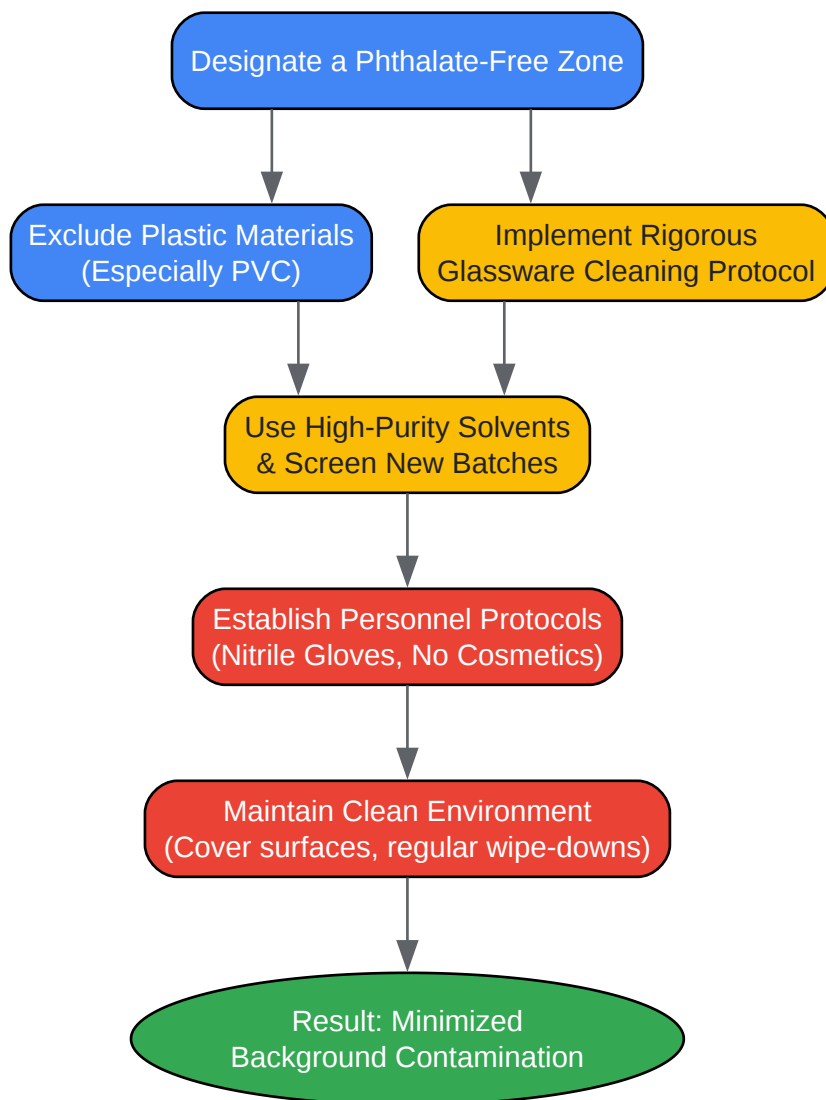 Designate a Phthalate-Free Zone
Exclude Plastic Materials
(Especially PVC)
Implement Rigorous
Glassware Cleaning Protocol
Use High-Purity Solvents
& Screen New Batches
Establish Personnel Protocols
(Nitrile Gloves, No Cosmetics)
Maintain Clean Environment
(Cover surfaces, regular wipe-downs)
Result: Minimized
Background Contamination